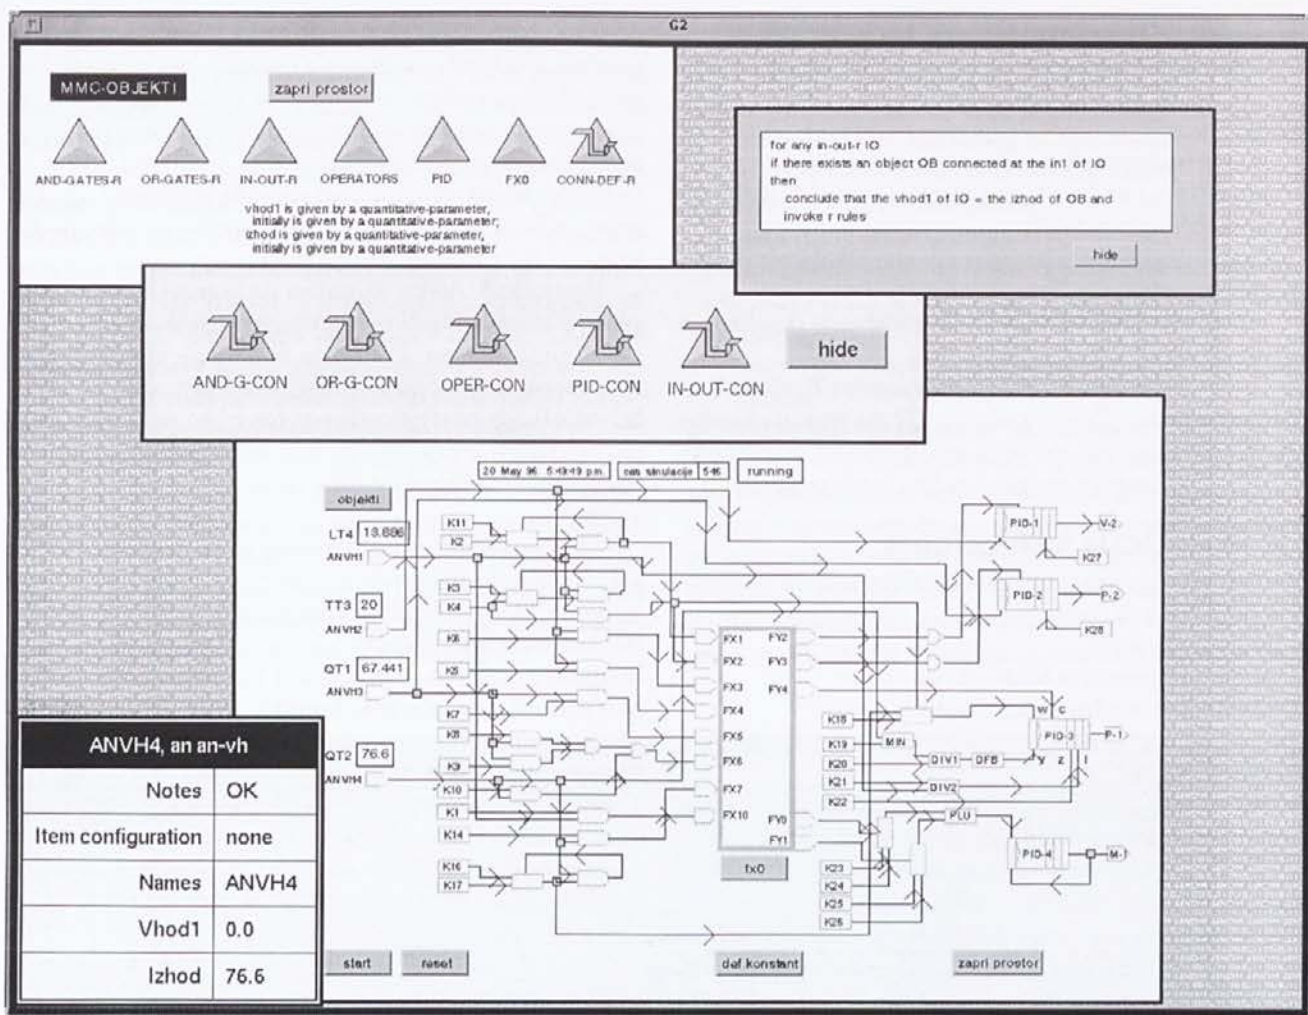 G2
MMC-OBJEKTI
zapri prostor
AND-GATES-R OR-GATES-R IN-OUT-R OPERATORS PID FX0 CONN-DEF-R
vhod1 is given by a quantitative-parameter,
initially is given by a quantitative-parameter;
izhod is given by a quantitative-parameter,
initially is given by a quantitative-parameter
for any in-out-r IO
if there exists an object OB connected at the in1 of IO
then
conclude that the vhod1 of IO = the izhod of OB and
invoke r rules
hide
AND-G-CON OR-G-CON OPER-CON PID-CON IN-OUT-CON
hide
20 May 96 5:49:49 p.m. cas simulacije 546 running
objekti
LT4 13.686
ANVH1
TT3 20
ANVH2
QT1 67.441
ANVH3
QT2 76.6
ANVH4
K11
K2
K3
K4
K6
K5
K7
K8
K9
K10
K1
K14
K16
K17
FX1
FX2
FX3
FX4
FX5
FX6
FX7
FX10
FY2
FY3
FY4
FY0
FY1
fx0
PID-1 V-2
K27
PID-2 P-2
K28
W C
PID-3 P-1
Y Z I
K18
K19 MIN
K20 DIV1 DFB
K21 DIV2
K22
PLU
PID-4 M-1
K23
K24
K25
K26
start
reset
def konstant
zapri prostor
ANVH4, an an-vh
Notes OK
Item configuration none
Names ANVH4
Vhod1 0.0
Izhod 76.6